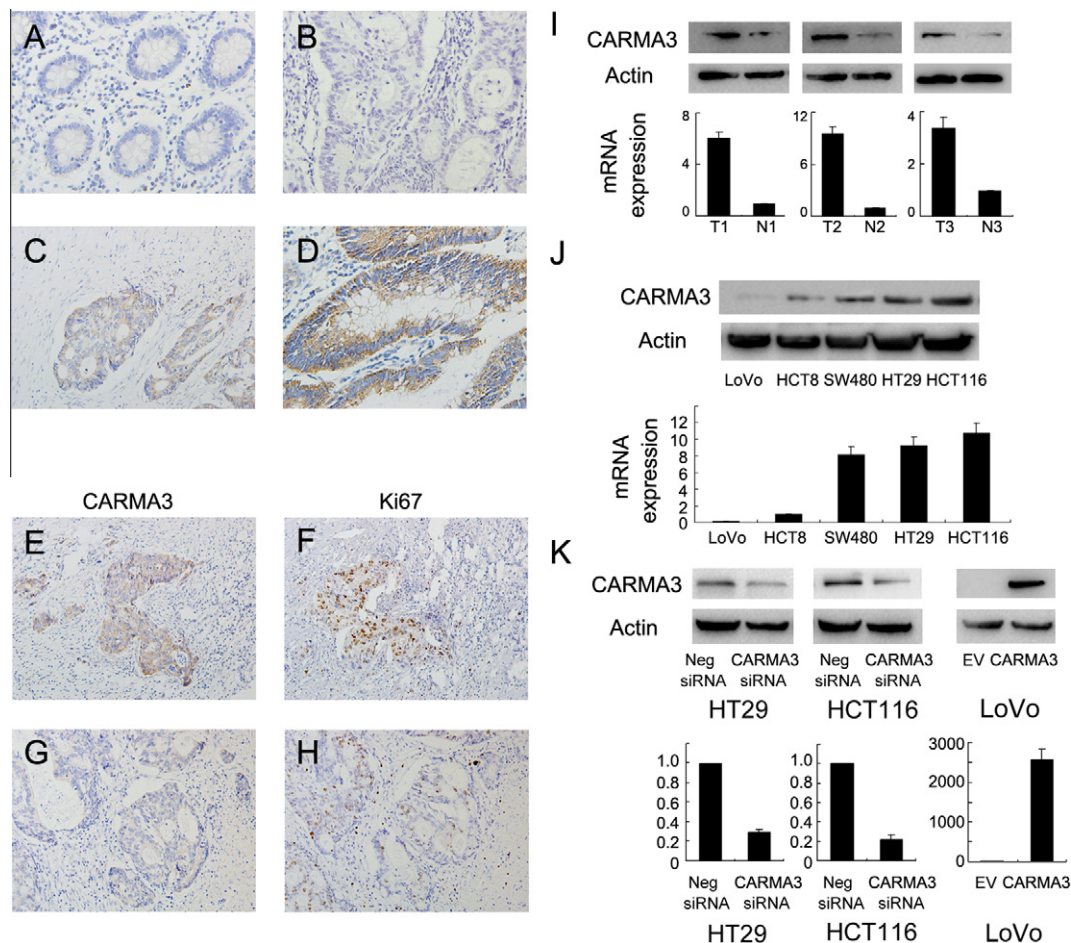 A
B
C
D
CARMA3 Ki67
E
F
G
H
I
CARMA3
Actin
mRNA expression
8
6
4
2
0
T1 N1
12
6
0
T2 N2
4
2
0
T3 N3
J
CARMA3
Actin
LoVo HCT8 SW480 HT29 HCT116
mRNA expression
12
10
8
6
4
2
0
LoVo HCT8 SW480 HT29 HCT116
K
CARMA3
Actin
Neg siRNA CARMA3 siRNA
HT29
Neg siRNA CARMA3 siRNA
HCT116
EV CARMA3
LoVo
1.0
0.8
0.6
0.4
0.2
0
Neg siRNA CARMA3 siRNA
HT29
1.0
0.8
0.6
0.4
0.2
0
Neg siRNA CARMA3 siRNA
HCT116
3000
2000
1000
0
EV CARMA3
LoVo